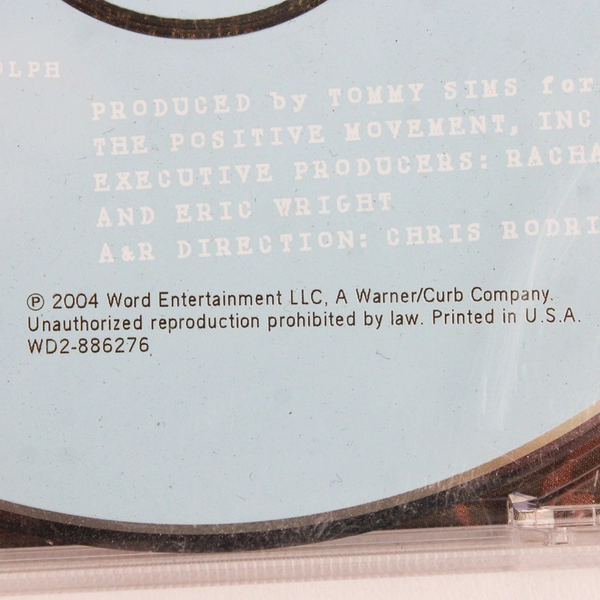 OLPH
PRODUCED by TOMMY SIMS for
THE POSITIVE MOVEMENT, INC
EXECUTIVE PRODUCERS: RACHA
AND ERIC WRIGHT
A&R DIRECTION: CHRIS RODRI
℗ 2004 Word Entertainment LLC, A Warner/Curb Company.
Unauthorized reproduction prohibited by law. Printed in U.S.A.
WD2-886276